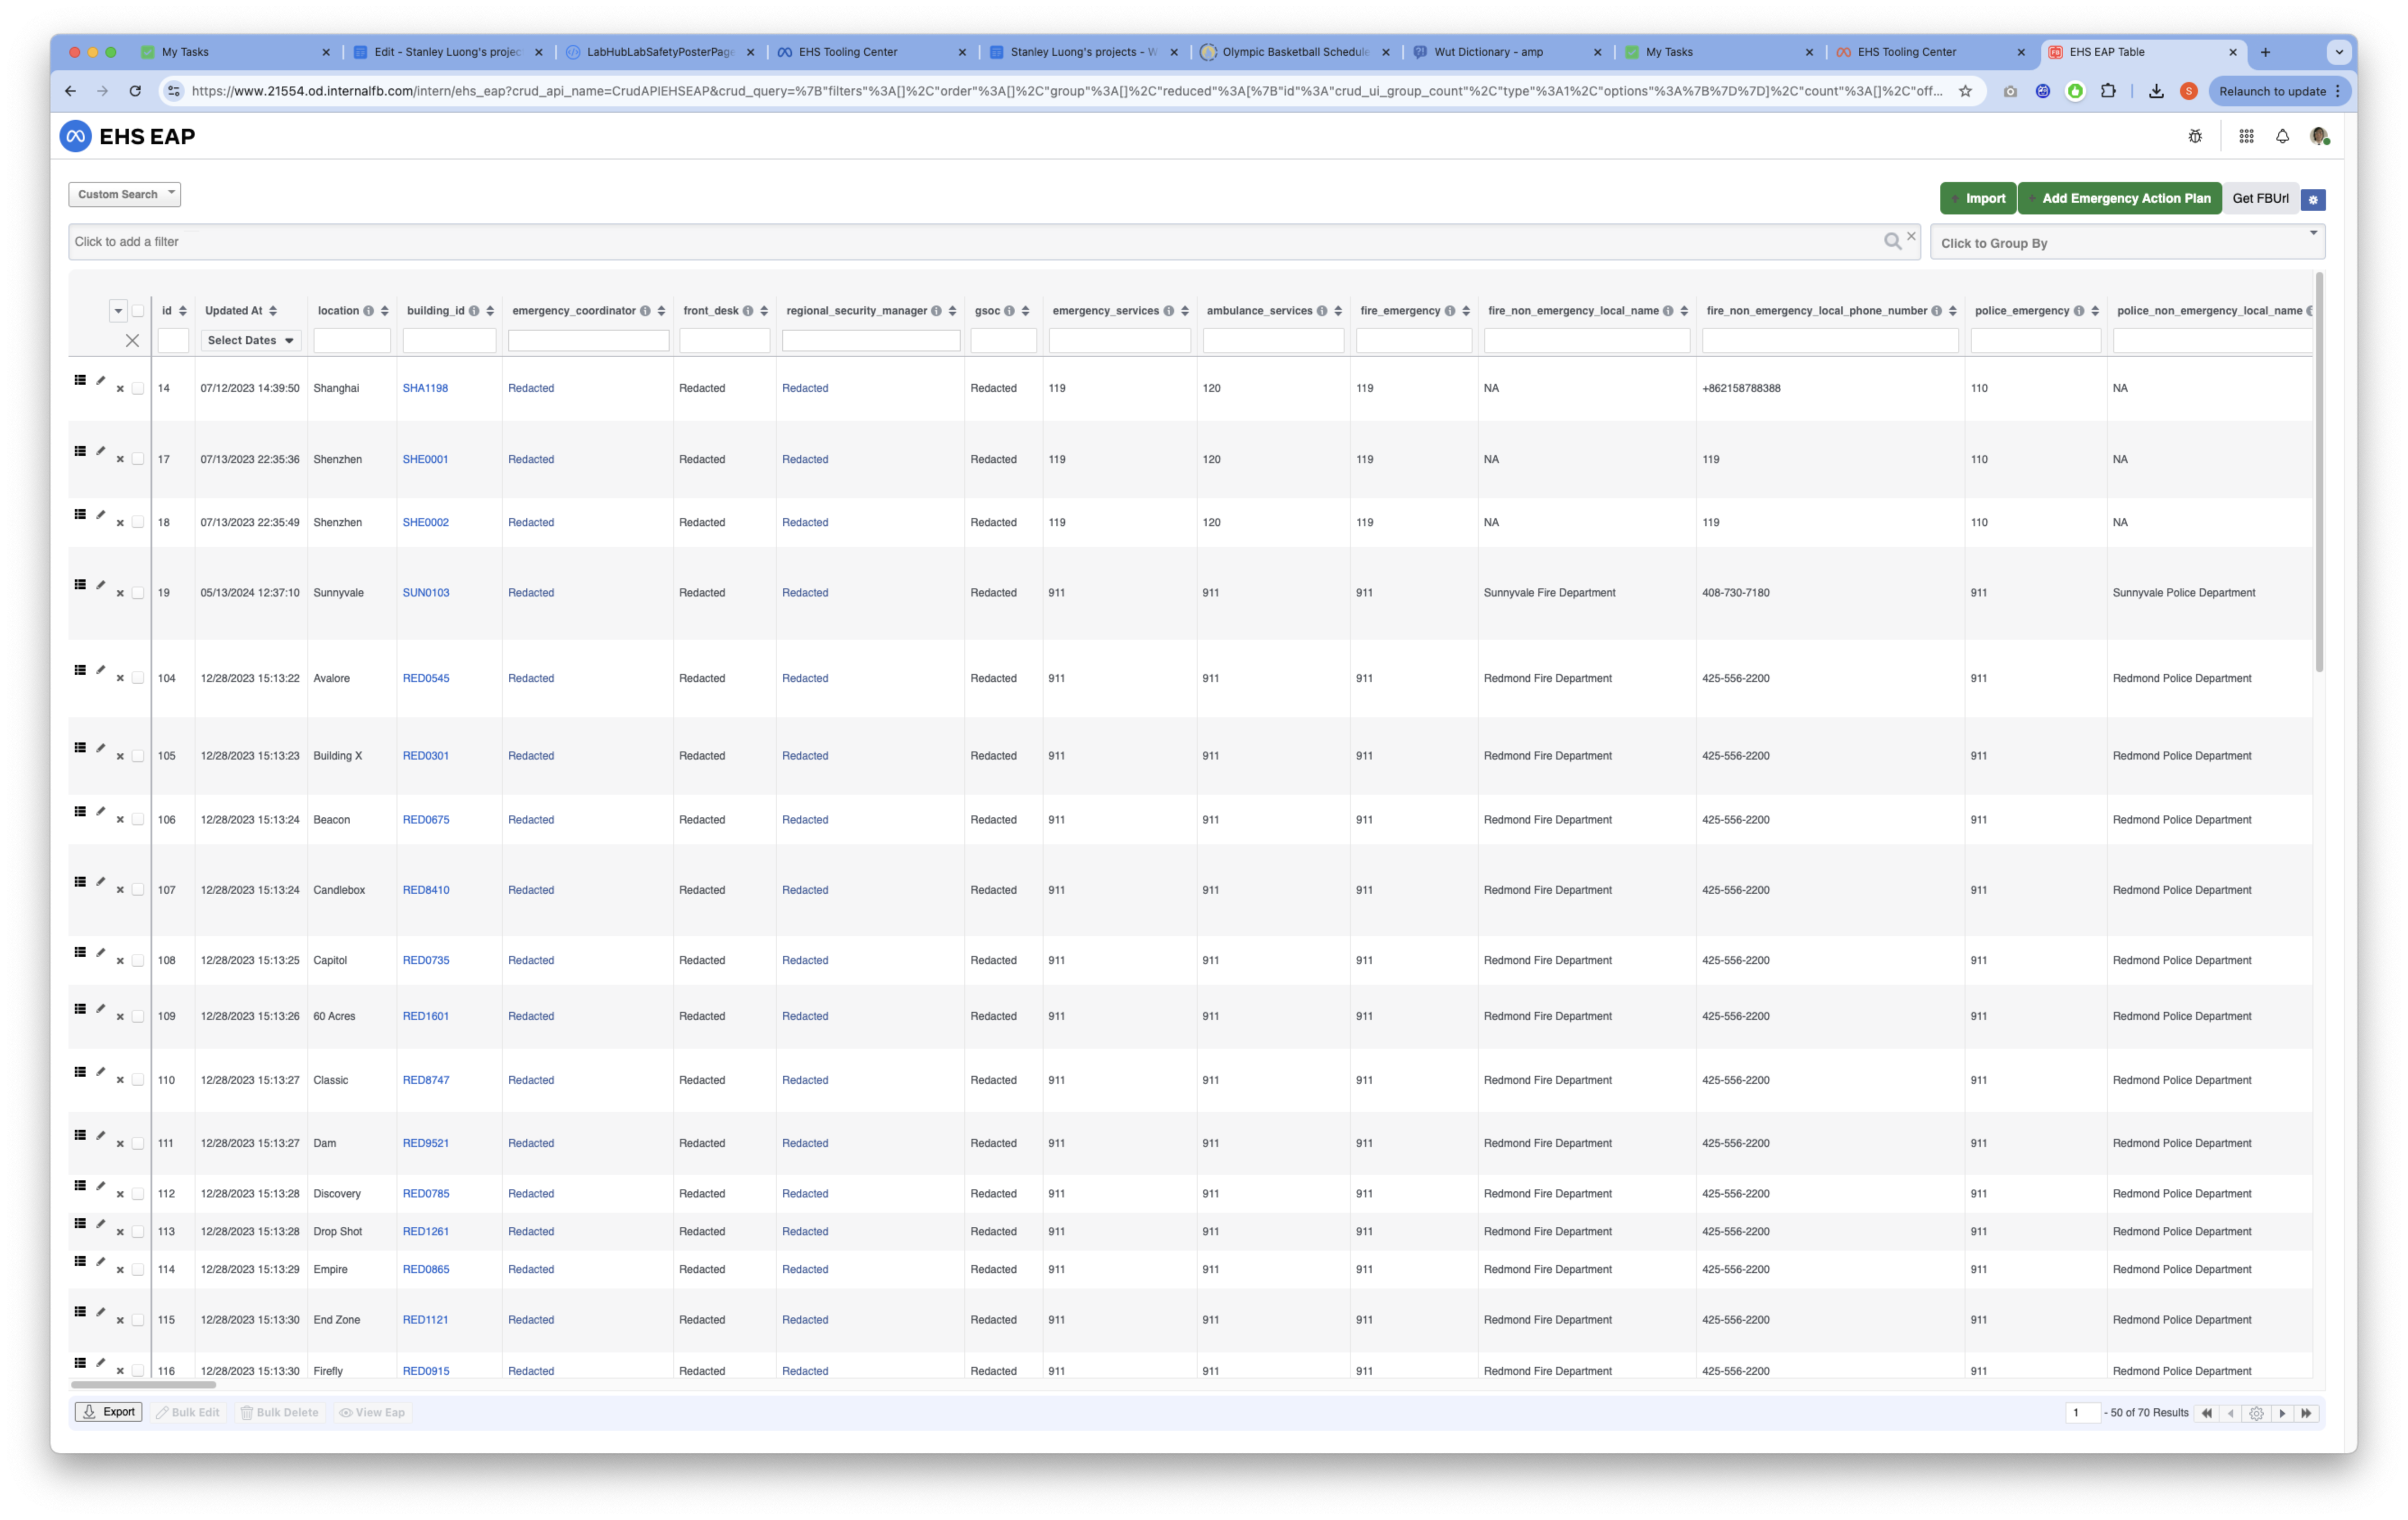 My Tasks Edit - Stanley Luong's projec LabHubLabSafetyPosterPage EHS Tooling Center Stanley Luong's projects - W Olympic Basketball Schedule Wut Dictionary - amp My Tasks EHS Tooling Center EHS EAP Table
https://www.21554.od.internalfb.com/intern/ehs_eap?crud_api_name=CrudAPIEHSEAP&crud_query=%7B"filters"%3A[]%2C"order"%3A[]%2C"group"%3A[]%2C"reduced"%3A[%7B"id"%3A"crud_ui_group_count"%2C"type"%3A1%2C"options"%3A%7B%7D%7D]%2C"count"%3A[]%2C"off... S Relaunch to update
EHS EAP
Custom Search Import Add Emergency Action Plan Get FBUrl
Click to add a filter Click to Group By
id Updated At location building_id emergency_coordinator front_desk regional_security_manager gsoc emergency_services ambulance_services fire_emergency fire_non_emergency_local_name fire_non_emergency_local_phone_number police_emergency police_non_emergency_local_name
Select Dates
14 07/12/2023 14:39:50 Shanghai SHA1198 Redacted Redacted Redacted Redacted 119 120 119 NA +862158788388 110 NA
17 07/13/2023 22:35:36 Shenzhen SHE0001 Redacted Redacted Redacted Redacted 119 120 119 NA 119 110 NA
18 07/13/2023 22:35:49 Shenzhen SHE0002 Redacted Redacted Redacted Redacted 119 120 119 NA 119 110 NA
19 05/13/2024 12:37:10 Sunnyvale SUN0103 Redacted Redacted Redacted Redacted 911 911 911 Sunnyvale Fire Department 408-730-7180 911 Sunnyvale Police Department
104 12/28/2023 15:13:22 Avalore RED0545 Redacted Redacted Redacted Redacted 911 911 911 Redmond Fire Department 425-556-2200 911 Redmond Police Department
105 12/28/2023 15:13:23 Building X RED0301 Redacted Redacted Redacted Redacted 911 911 911 Redmond Fire Department 425-556-2200 911 Redmond Police Department
106 12/28/2023 15:13:24 Beacon RED0675 Redacted Redacted Redacted Redacted 911 911 911 Redmond Fire Department 425-556-2200 911 Redmond Police Department
107 12/28/2023 15:13:24 Candlebox RED8410 Redacted Redacted Redacted Redacted 911 911 911 Redmond Fire Department 425-556-2200 911 Redmond Police Department
108 12/28/2023 15:13:25 Capitol RED0735 Redacted Redacted Redacted Redacted 911 911 911 Redmond Fire Department 425-556-2200 911 Redmond Police Department
109 12/28/2023 15:13:26 60 Acres RED1601 Redacted Redacted Redacted Redacted 911 911 911 Redmond Fire Department 425-556-2200 911 Redmond Police Department
110 12/28/2023 15:13:27 Classic RED8747 Redacted Redacted Redacted Redacted 911 911 911 Redmond Fire Department 425-556-2200 911 Redmond Police Department
111 12/28/2023 15:13:27 Dam RED9521 Redacted Redacted Redacted Redacted 911 911 911 Redmond Fire Department 425-556-2200 911 Redmond Police Department
112 12/28/2023 15:13:28 Discovery RED0785 Redacted Redacted Redacted Redacted 911 911 911 Redmond Fire Department 425-556-2200 911 Redmond Police Department
113 12/28/2023 15:13:28 Drop Shot RED1261 Redacted Redacted Redacted Redacted 911 911 911 Redmond Fire Department 425-556-2200 911 Redmond Police Department
114 12/28/2023 15:13:29 Empire RED0865 Redacted Redacted Redacted Redacted 911 911 911 Redmond Fire Department 425-556-2200 911 Redmond Police Department
115 12/28/2023 15:13:30 End Zone RED1121 Redacted Redacted Redacted Redacted 911 911 911 Redmond Fire Department 425-556-2200 911 Redmond Police Department
116 12/28/2023 15:13:30 Firefly RED0915 Redacted Redacted Redacted Redacted 911 911 911 Redmond Fire Department 425-556-2200 911 Redmond Police Department
Export Bulk Edit Bulk Delete View Eap 1 - 50 of 70 Results